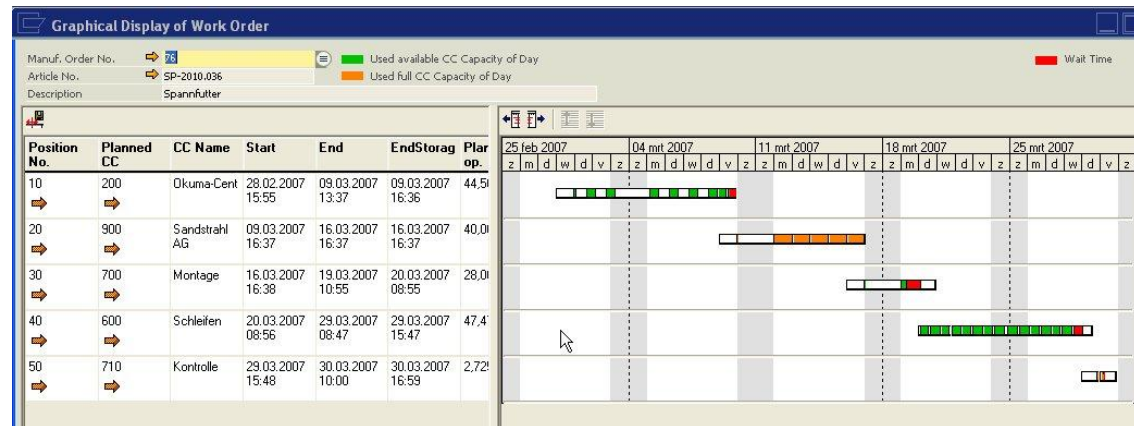 Graphical Display of Work Order
Manuf. Order No. 76 Used available CC Capacity of Day Wait Time
Article No. SP-2010.036 Used full CC Capacity of Day
Description Spannfutter
Position No. Planned CC CC Name Start End EndStorag Plar op.
10 200 Okuma-Cent 28.02.2007 15:55 09.03.2007 13:37 09.03.2007 16:36 44,50
20 900 Sandstrahl AG 09.03.2007 16:37 16.03.2007 16:37 16.03.2007 16:37 40,00
30 700 Montage 16.03.2007 16:38 19.03.2007 10:55 20.03.2007 08:55 28,00
40 600 Schleifen 20.03.2007 08:56 29.03.2007 08:47 29.03.2007 15:47 47,4
50 710 Kontrolle 29.03.2007 15:48 30.03.2007 10:00 30.03.2007 16:59 2,725
25 feb 2007 04 mrt 2007 11 mrt 2007 18 mrt 2007 25 mrt 2007
z m d w d v z z m d w d v z z m d w d v z z m d w d v z z m d w d v z